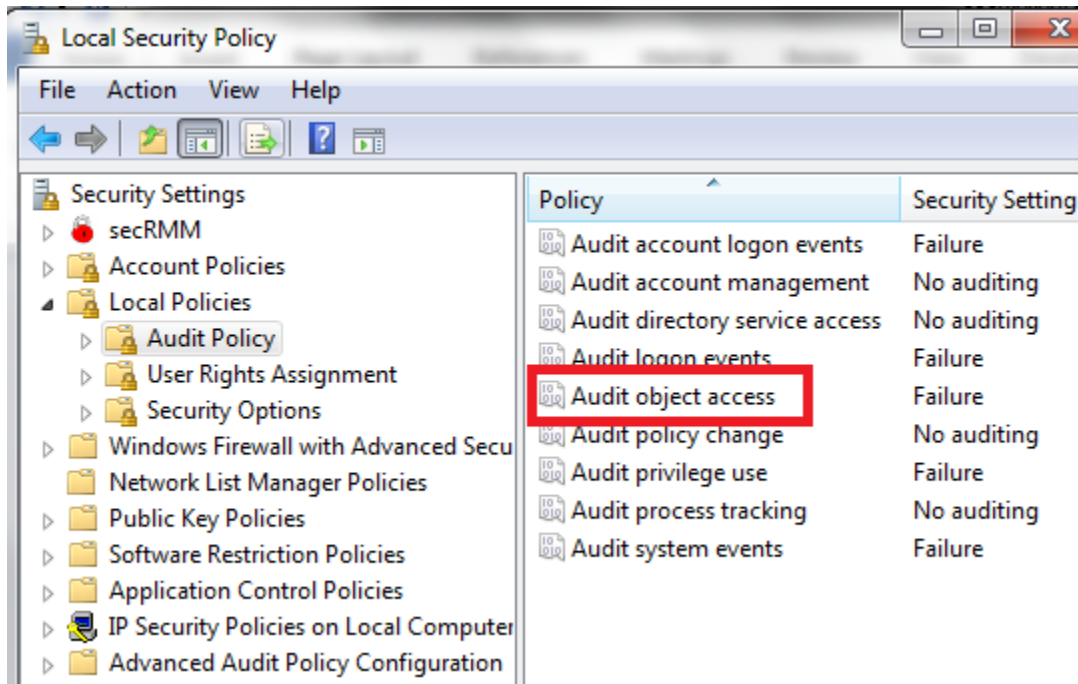 Local Security Policy
File Action View Help
Security Settings
secRMM
Account Policies
Local Policies
Audit Policy
User Rights Assignment
Security Options
Windows Firewall with Advanced Secu
Network List Manager Policies
Public Key Policies
Software Restriction Policies
Application Control Policies
IP Security Policies on Local Computer
Advanced Audit Policy Configuration
Policy Security Setting
Audit account logon events Failure
Audit account management No auditing
Audit directory service access No auditing
Audit logon events Failure
Audit object access Failure
Audit policy change No auditing
Audit privilege use Failure
Audit process tracking No auditing
Audit system events Failure